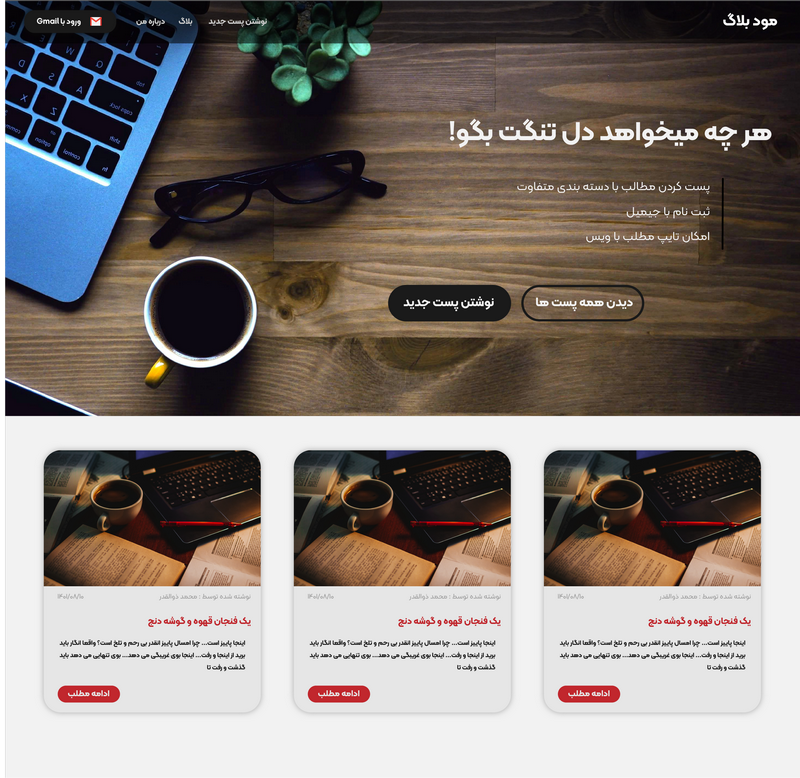 مود بلاگ
نوشتن پست جدید
بلاگ
درباره من
ورود با Gmail
هر چه میخواهد دل تنگت بگو!
پست کردن مطالب با دسته بندی متفاوت
ثبت نام با جیمیل
امکان تایپ مطلب با ویس
دیدن همه پست ها
نوشتن پست جدید
نوشته شده توسط : محمد ذوالقدر
۱۴۰۱/۰۸/۱۰
یک فنجان قهوه و گوشه دنج
اینجا پاییز است... چرا امسال پاییز انقدر بی رحم و تلخ است؟ واقعا انگار باید
برید از اینجا و رفت... اینجا بوی غریبگی می دهد... بوی تنهایی می دهد باید
گذشت و رفت تا
ادامه مطلب
نوشته شده توسط : محمد ذوالقدر
۱۴۰۱/۰۸/۱۰
یک فنجان قهوه و گوشه دنج
اینجا پاییز است... چرا امسال پاییز انقدر بی رحم و تلخ است؟ واقعا انگار باید
برید از اینجا و رفت... اینجا بوی غریبگی می دهد... بوی تنهایی می دهد باید
گذشت و رفت تا
ادامه مطلب
نوشته شده توسط : محمد ذوالقدر
۱۴۰۱/۰۸/۱۰
یک فنجان قهوه و گوشه دنج
اینجا پاییز است... چرا امسال پاییز انقدر بی رحم و تلخ است؟ واقعا انگار باید
برید از اینجا و رفت... اینجا بوی غریبگی می دهد... بوی تنهایی می دهد باید
گذشت و رفت تا
ادامه مطلب